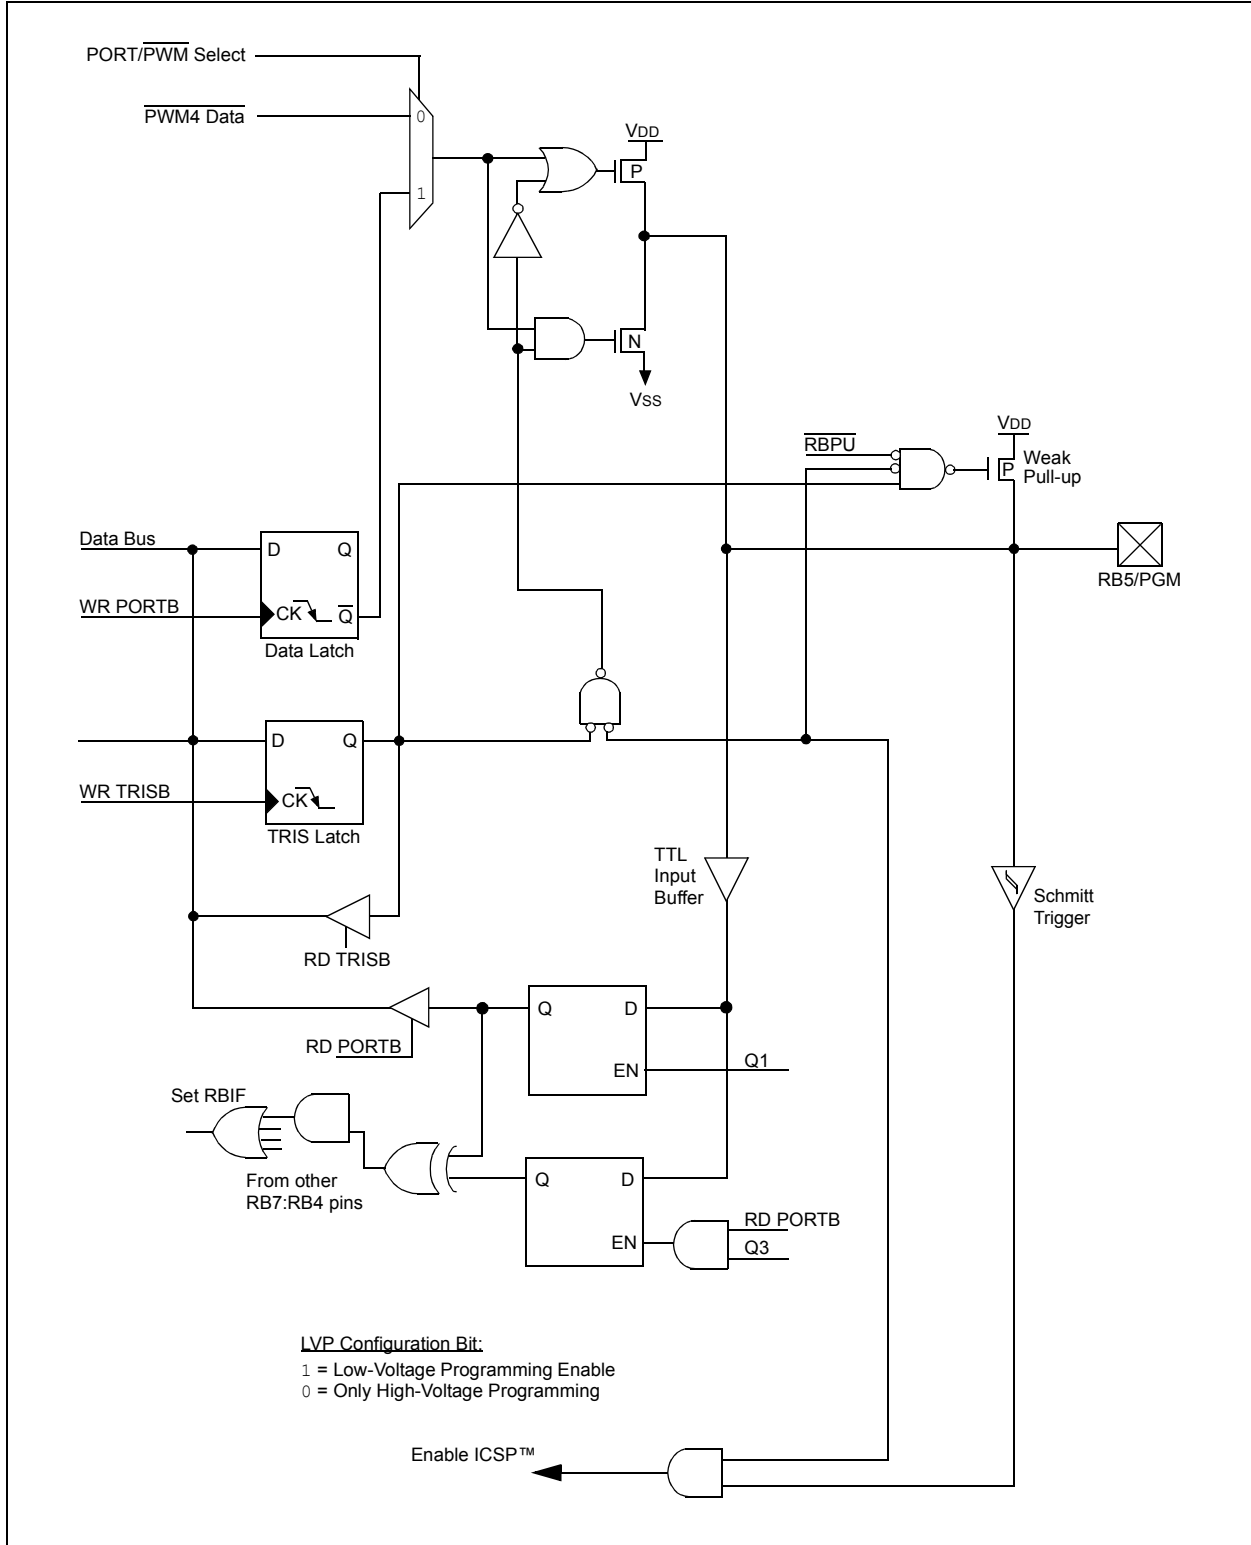 PORT/PWM Select
PWM4 Data
0
1
VDD
P
N
VSS
RBPU
VDD
P
Weak
Pull-up
Data Bus
D
Q
WR PORTB
CK
Q
Data Latch
RB5/PGM
D
Q
WR TRISB
CK
TRIS Latch
TTL
Input
Buffer
Schmitt
Trigger
RD TRISB
Q
D
RD PORTB
EN
Q1
Set RBIF
From other
RB7:RB4 pins
Q
D
RD PORTB
EN
Q3
LVP Configuration Bit:
1 = Low-Voltage Programming Enable
0 = Only High-Voltage Programming
Enable ICSP™